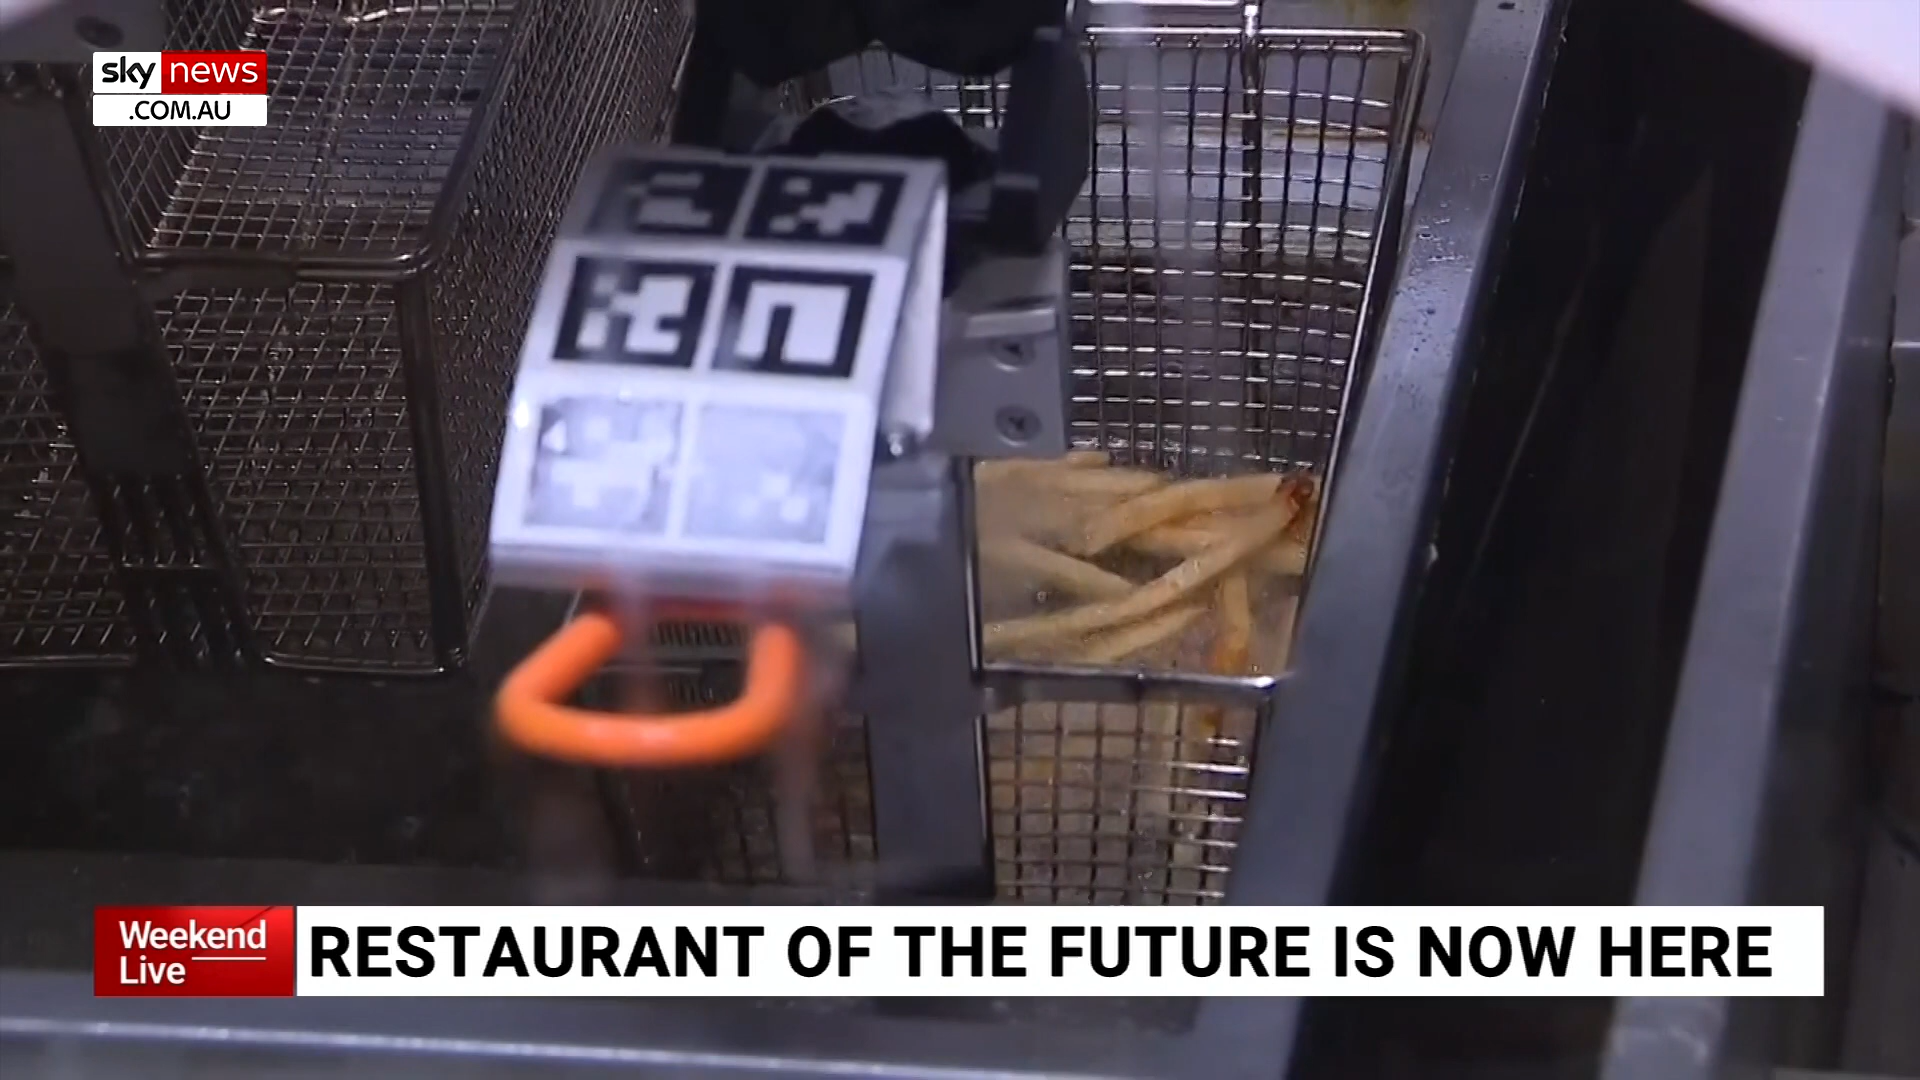 sky news
.COM.AU
Weekend
Live
RESTAURANT OF THE FUTURE IS NOW HERE